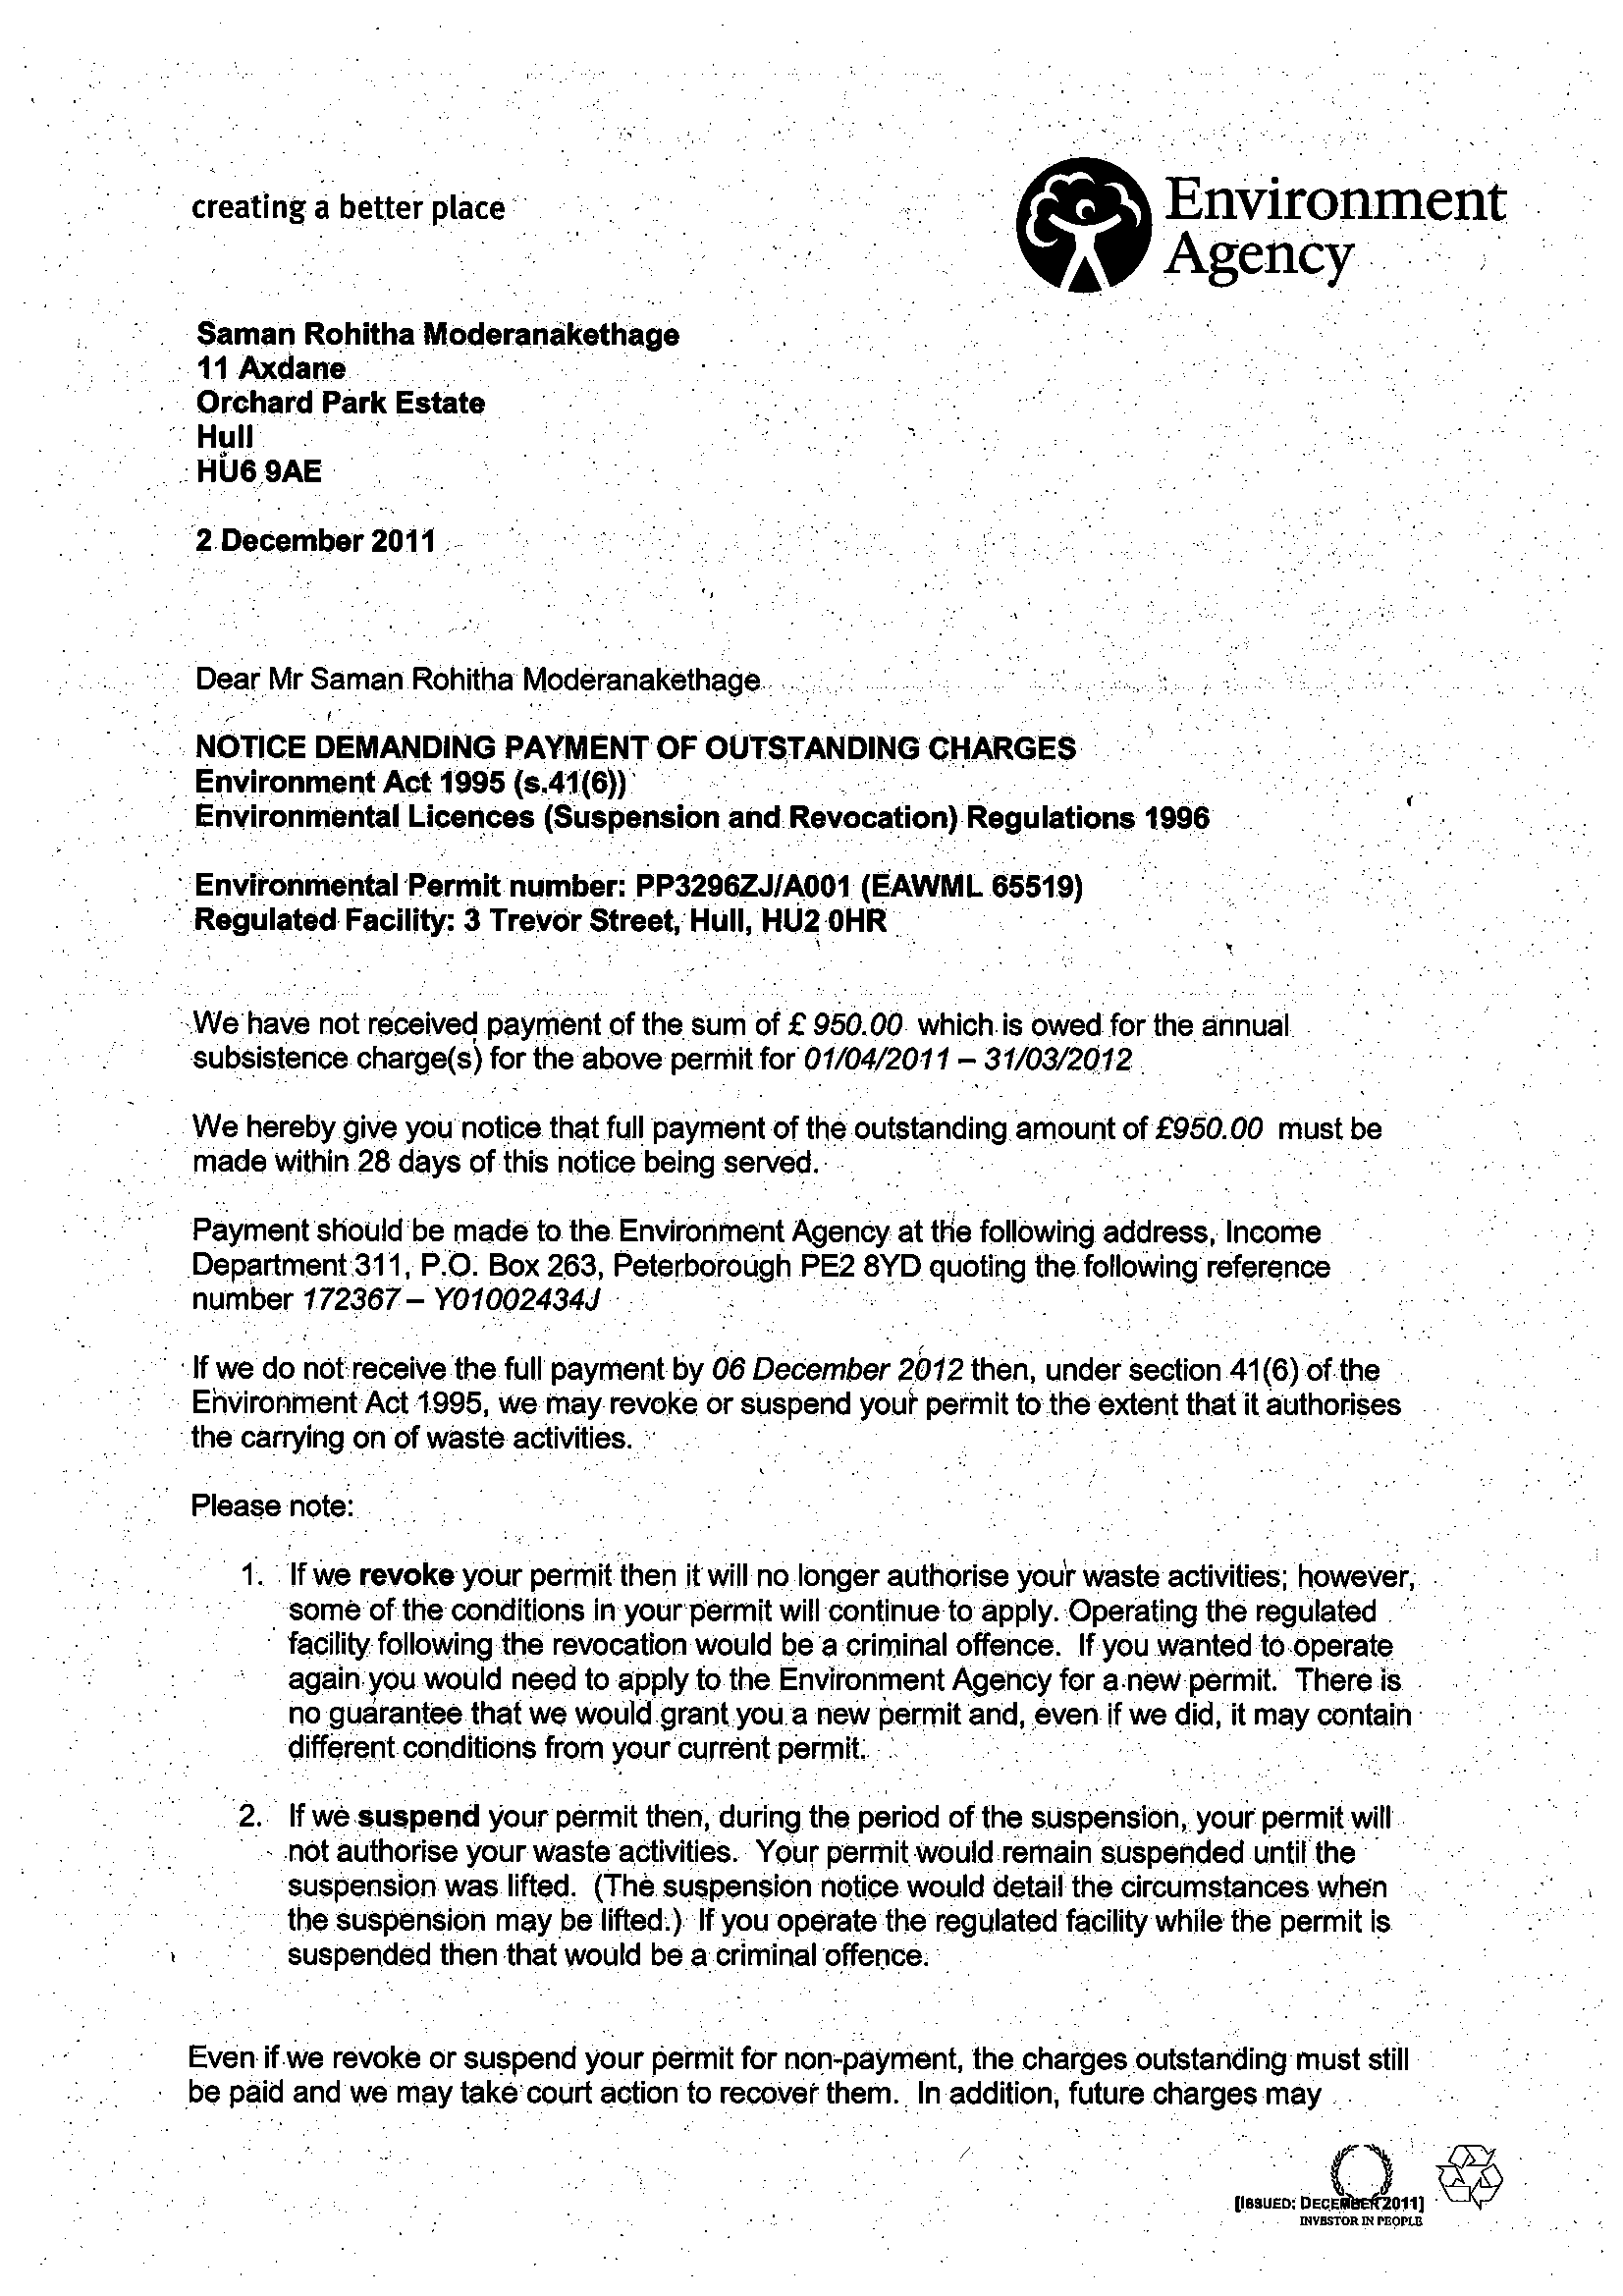 creating a better place
Environment
Agency
Saman Rohitha Moderanakethage
11 Axdane
Orchard Park Estate
Hull
HU6 9AE
2 December 2011
Dear Mr Saman Rohitha Moderanakethage
NOTICE DEMANDING PAYMENT OF OUTSTANDING CHARGES
Environment Act 1995 (s.41(6))
Environmental Licences (Suspension and Revocation) Regulations 1996
Environmental Permit number: PP3296ZJ/A001 (EAWML 65519)
Regulated Facility: 3 Trevor Street, Hull, HU2 0HR
We have not received payment of the sum of £ 950.00 which is owed for the annual
subsistence charge(s) for the above permit for 01/04/2011 – 31/03/2012
We hereby give you notice that full payment of the outstanding amount of £950.00 must be
made within 28 days of this notice being served.
Payment should be made to the Environment Agency at the following address, Income
Department 311, P.O. Box 263, Peterborough PE2 8YD quoting the following reference
number 172367 – Y01002434J
If we do not receive the full payment by 06 December 2012 then, under section 41(6) of the
Environment Act 1995, we may revoke or suspend your permit to the extent that it authorises
the carrying on of waste activities.
Please note:
1. If we revoke your permit then it will no longer authorise your waste activities; however,
some of the conditions in your permit will continue to apply. Operating the regulated
facility following the revocation would be a criminal offence. If you wanted to operate
again you would need to apply to the Environment Agency for a new permit. There is
no guarantee that we would grant you a new permit and, even if we did, it may contain
different conditions from your current permit.
2. If we suspend your permit then, during the period of the suspension, your permit will
not authorise your waste activities. Your permit would remain suspended until the
suspension was lifted. (The suspension notice would detail the circumstances when
the suspension may be lifted.) If you operate the regulated facility while the permit is
suspended then that would be a criminal offence.
Even if we revoke or suspend your permit for non-payment, the charges outstanding must still
be paid and we may take court action to recover them. In addition, future charges may
[ISSUED: DECEMBER 2011]
INVESTOR IN PEOPLE